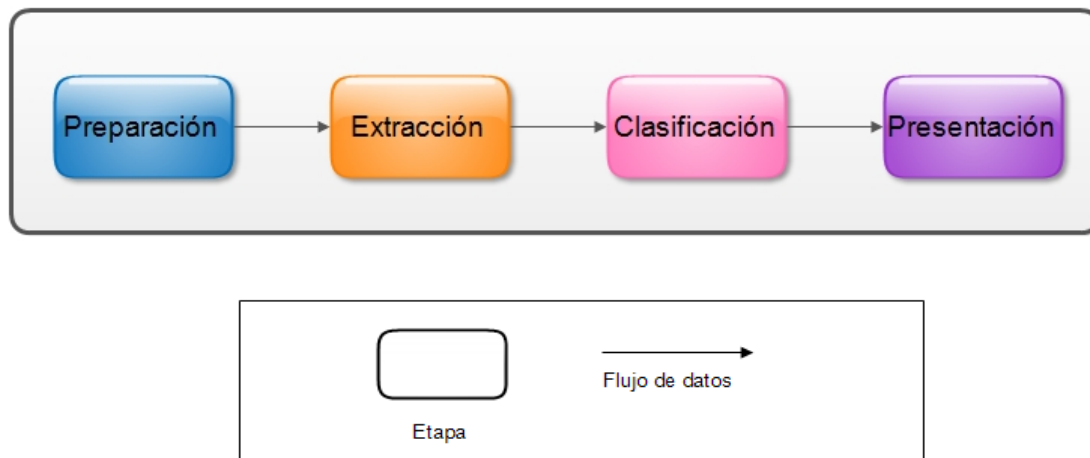 Preparación
Extracción
Clasificación
Presentación
Flujo de datos
Etapa